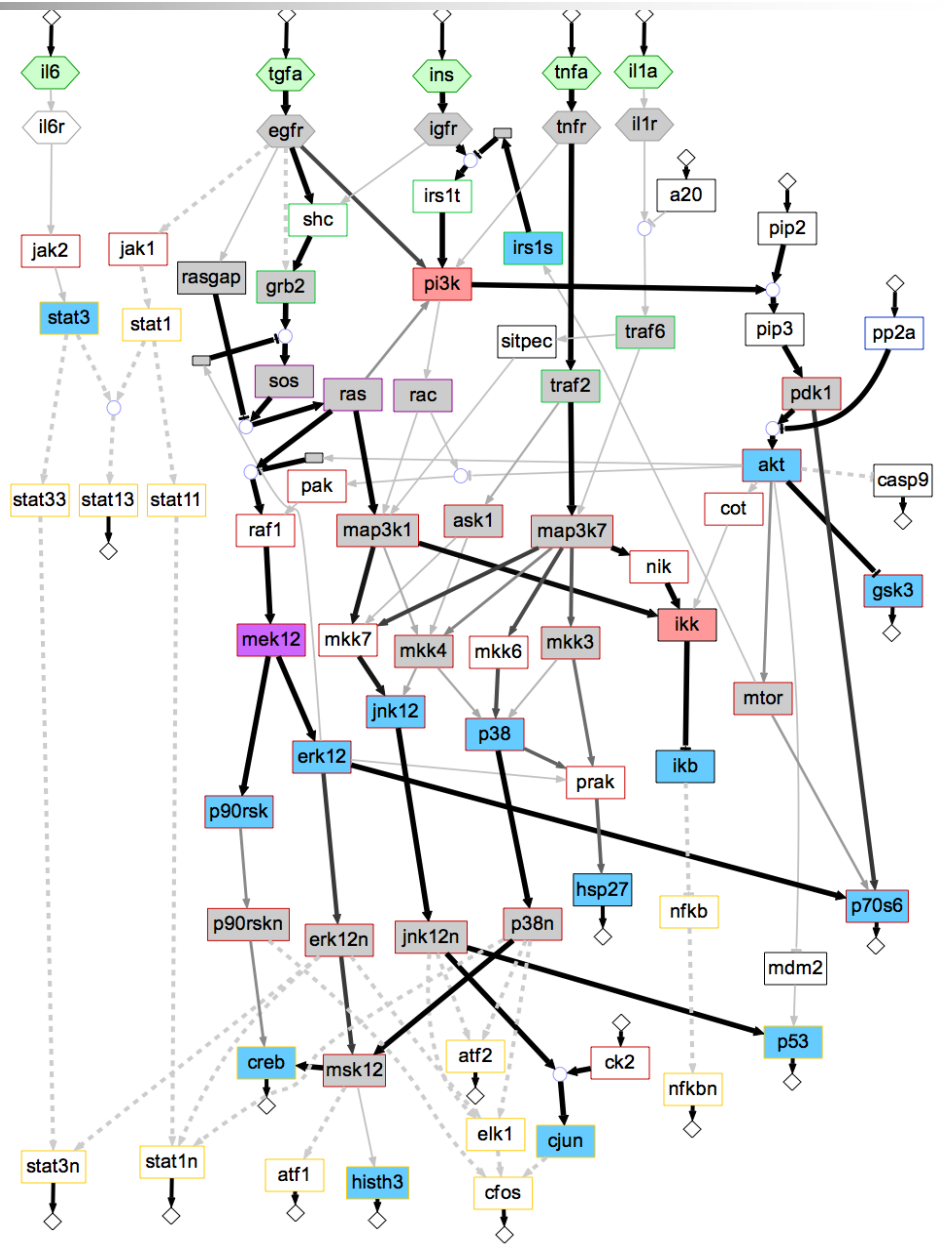 il6
tgfa
ins
tnfa
il1a
il6r
egfr
igfr
tnfr
il1r
a20
irs1t
shc
pip2
jak2
jak1
irs1s
rasgap
grb2
pi3k
stat3
stat1
sitpec
traf6
pip3
pp2a
sos
ras
rac
traf2
pdk1
akt
casp9
pak
stat33
stat13
stat11
cot
raf1
map3k1
ask1
map3k7
nik
gsk3
ikk
mek12
mkk7
mkk4
mkk6
mkk3
mtor
jnk12
p38
erk12
ikb
prak
p90rsk
hsp27
p70s6
nfkb
p90rskn
erk12n
jnk12n
p38n
mdm2
p53
creb
msk12
atf2
ck2
nfkbn
elk1
cjun
stat3n
stat1n
atf1
histh3
cfos